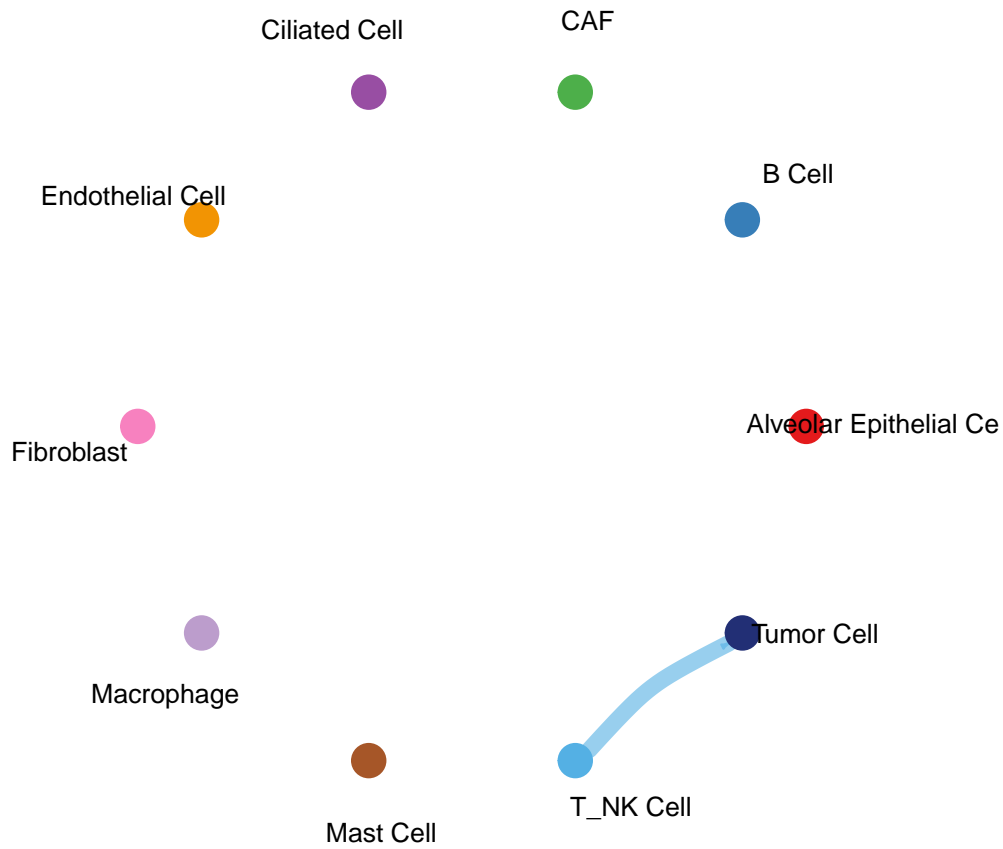 CAF
Ciliated Cell
B Cell
Endothelial Cell
Alveolar Epithelial Ce
Fibroblast
Tumor Cell
Macrophage
T_NK Cell
Mast Cell